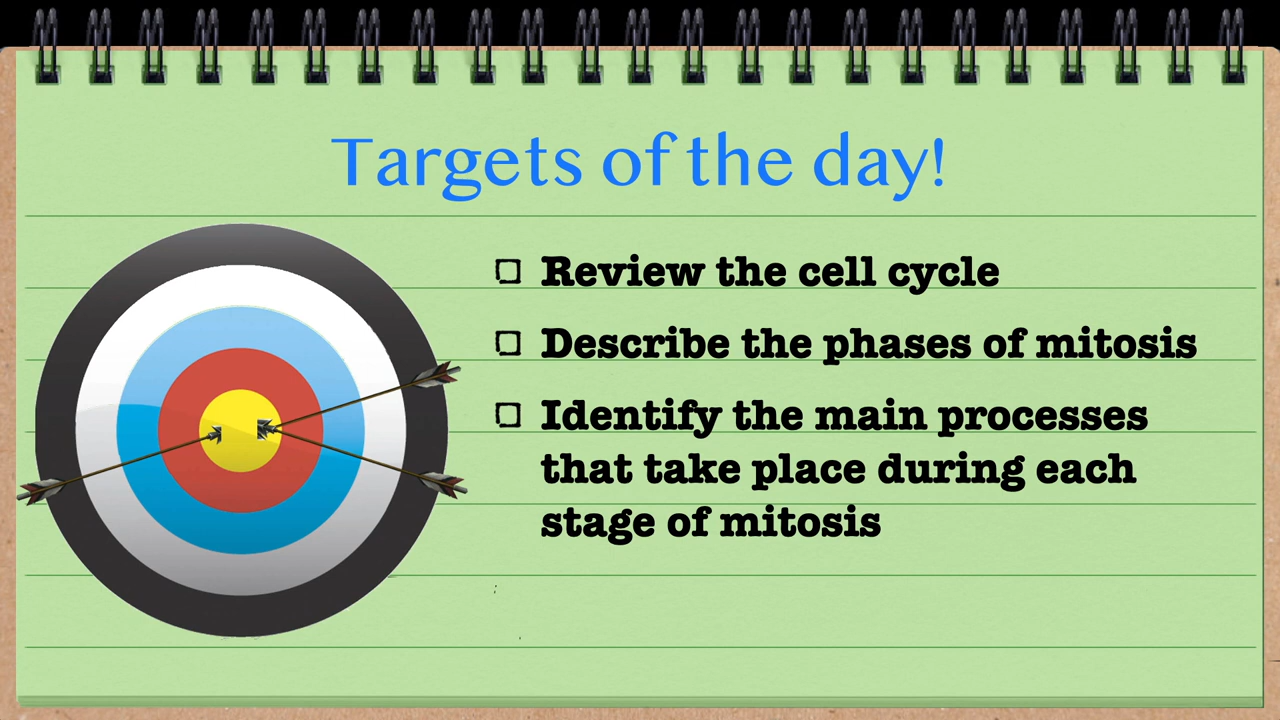 Targets of the day!
Review the cell cycle
Describe the phases of mitosis
Identify the main processes
that take place during each
stage of mitosis